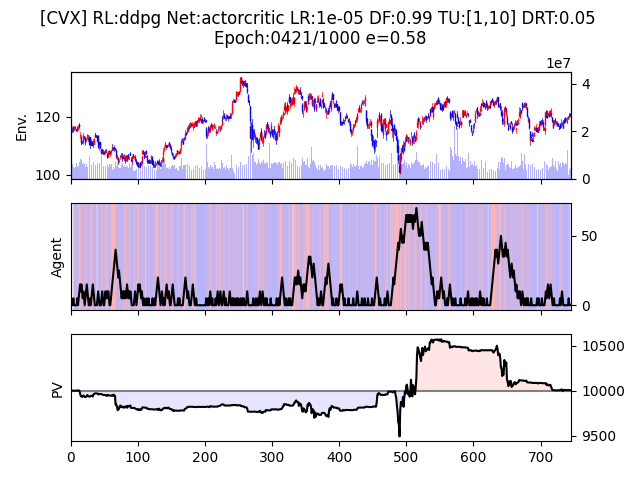 [CVX] RL:ddpg Net:actorcritic LR:1e-05 DF:0.99 TU:[1,10] DRT:0.05
Epoch:0421/1000 e=0.58
1e7
Env.
120
100
4
2
0
Agent
50
0
PV
10500
10000
9500
0 100 200 300 400 500 600 700